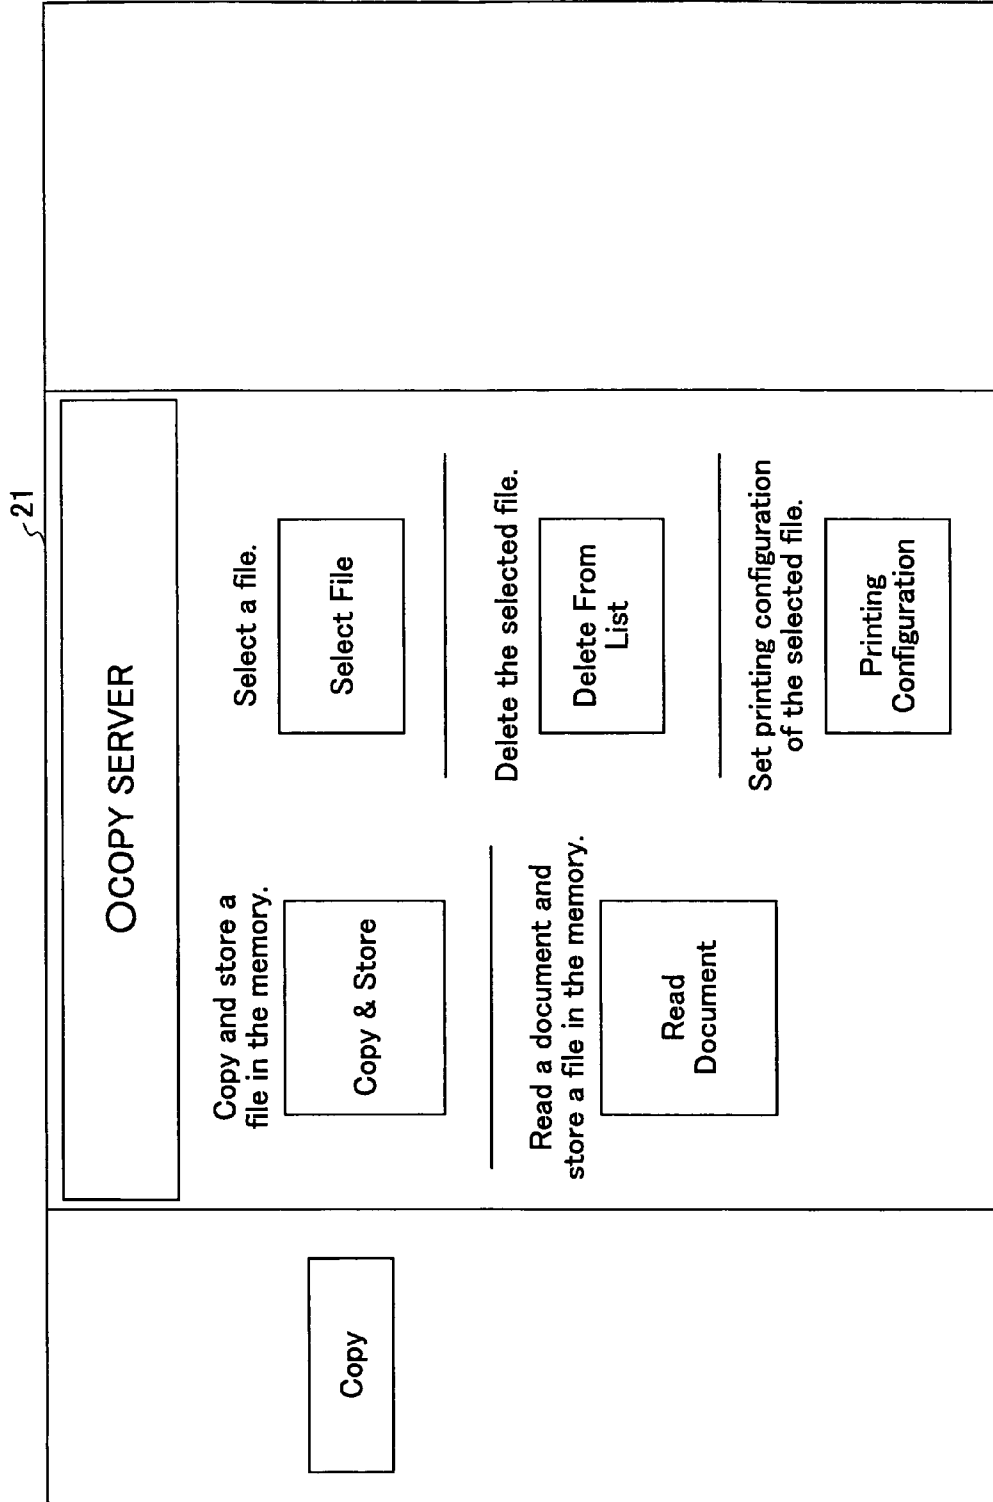 21
○COPY SERVER
Copy
Copy and store a
file in the memory.
Copy & Store
Read a document and
store a file in the memory.
Read
Document
Select a file.
Select File
Delete the selected file.
Delete From
List
Set printing configuration
of the selected file.
Printing
Configuration